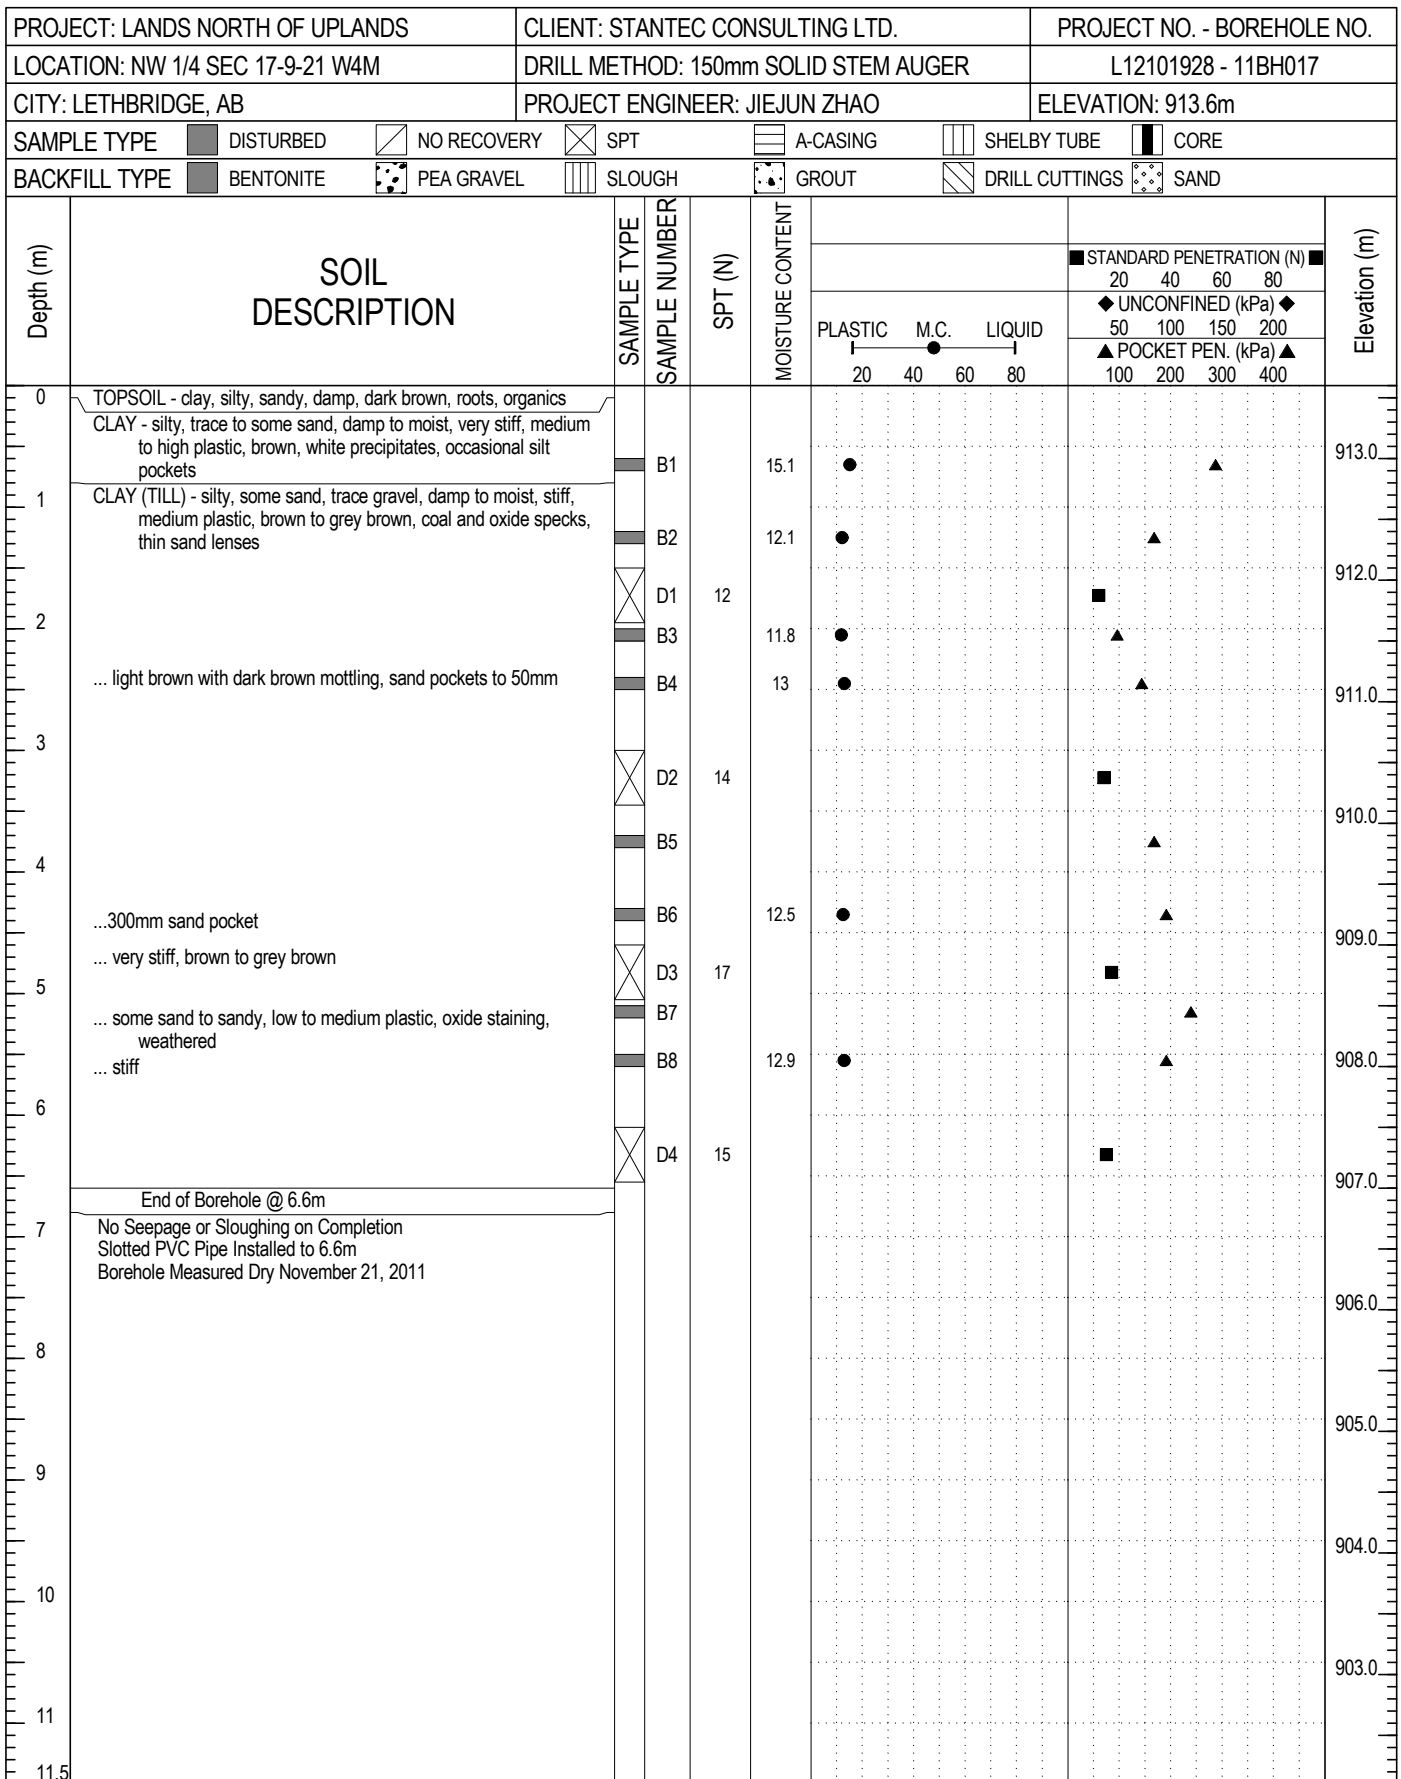 PROJECT: LANDS NORTH OF UPLANDS CLIENT: STANTEC CONSULTING LTD. PROJECT NO. - BOREHOLE NO.
LOCATION: NW 1/4 SEC 17-9-21 W4M DRILL METHOD: 150mm SOLID STEM AUGER L12101928 - 11BH017
CITY: LETHBRIDGE, AB PROJECT ENGINEER: JIEJUN ZHAO ELEVATION: 913.6m
SAMPLE TYPE DISTURBED NO RECOVERY SPT A-CASING SHELBY TUBE CORE
BACKFILL TYPE BENTONITE PEA GRAVEL SLOUGH GROUT DRILL CUTTINGS SAND
Depth (m)
SOIL
DESCRIPTION
SAMPLE TYPE
SAMPLE NUMBER
SPT (N)
MOISTURE CONTENT
PLASTIC M.C. LIQUID
20 40 60 80
STANDARD PENETRATION (N)
20 40 60 80
UNCONFINED (kPa)
50 100 150 200
POCKET PEN. (kPa)
100 200 300 400
Elevation (m)
0 TOPSOIL - clay, silty, sandy, damp, dark brown, roots, organics
CLAY - silty, trace to some sand, damp to moist, very stiff, medium
to high plastic, brown, white precipitates, occasional silt
913.0
pockets B1 15.1
1 CLAY (TILL) - silty, some sand, trace gravel, damp to moist, stiff,
medium plastic, brown to grey brown, coal and oxide specks,
thin sand lenses B2 12.1
912.0
D1 12
2
B3 11.8
... light brown with dark brown mottling, sand pockets to 50mm B4 13
911.0
3
D2 14
910.0
B5
4
...300mm sand pocket B6 12.5
909.0
... very stiff, brown to grey brown
D3 17
5
B7
... some sand to sandy, low to medium plastic, oxide staining,
weathered
... stiff B8 12.9 908.0
6
D4 15
907.0
End of Borehole @ 6.6m
7 No Seepage or Sloughing on Completion
Slotted PVC Pipe Installed to 6.6m
Borehole Measured Dry November 21, 2011
906.0
8
905.0
9
904.0
10
903.0
11
11.5